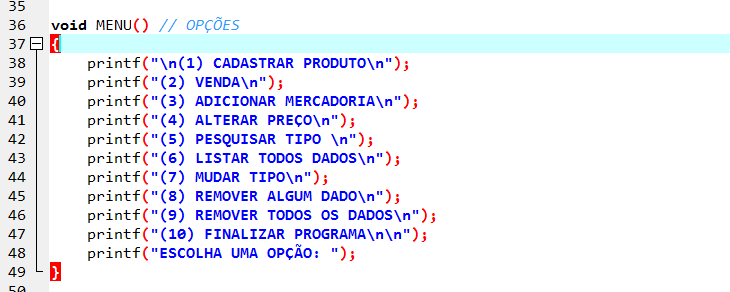 35
36 void MENU() // OPÇÕES
37 {
38 printf("\n(1) CADASTRAR PRODUTO\n");
39 printf("(2) VENDA\n");
40 printf("(3) ADICIONAR MERCADORIA\n");
41 printf("(4) ALTERAR PREÇO\n");
42 printf("(5) PESQUISAR TIPO \n");
43 printf("(6) LISTAR TODOS DADOS\n");
44 printf("(7) MUDAR TIPO\n");
45 printf("(8) REMOVER ALGUM DADO\n");
46 printf("(9) REMOVER TODOS OS DADOS\n");
47 printf("(10) FINALIZAR PROGRAMA\n\n");
48 printf("ESCOLHA UMA OPÇÃO: ");
49 }
50